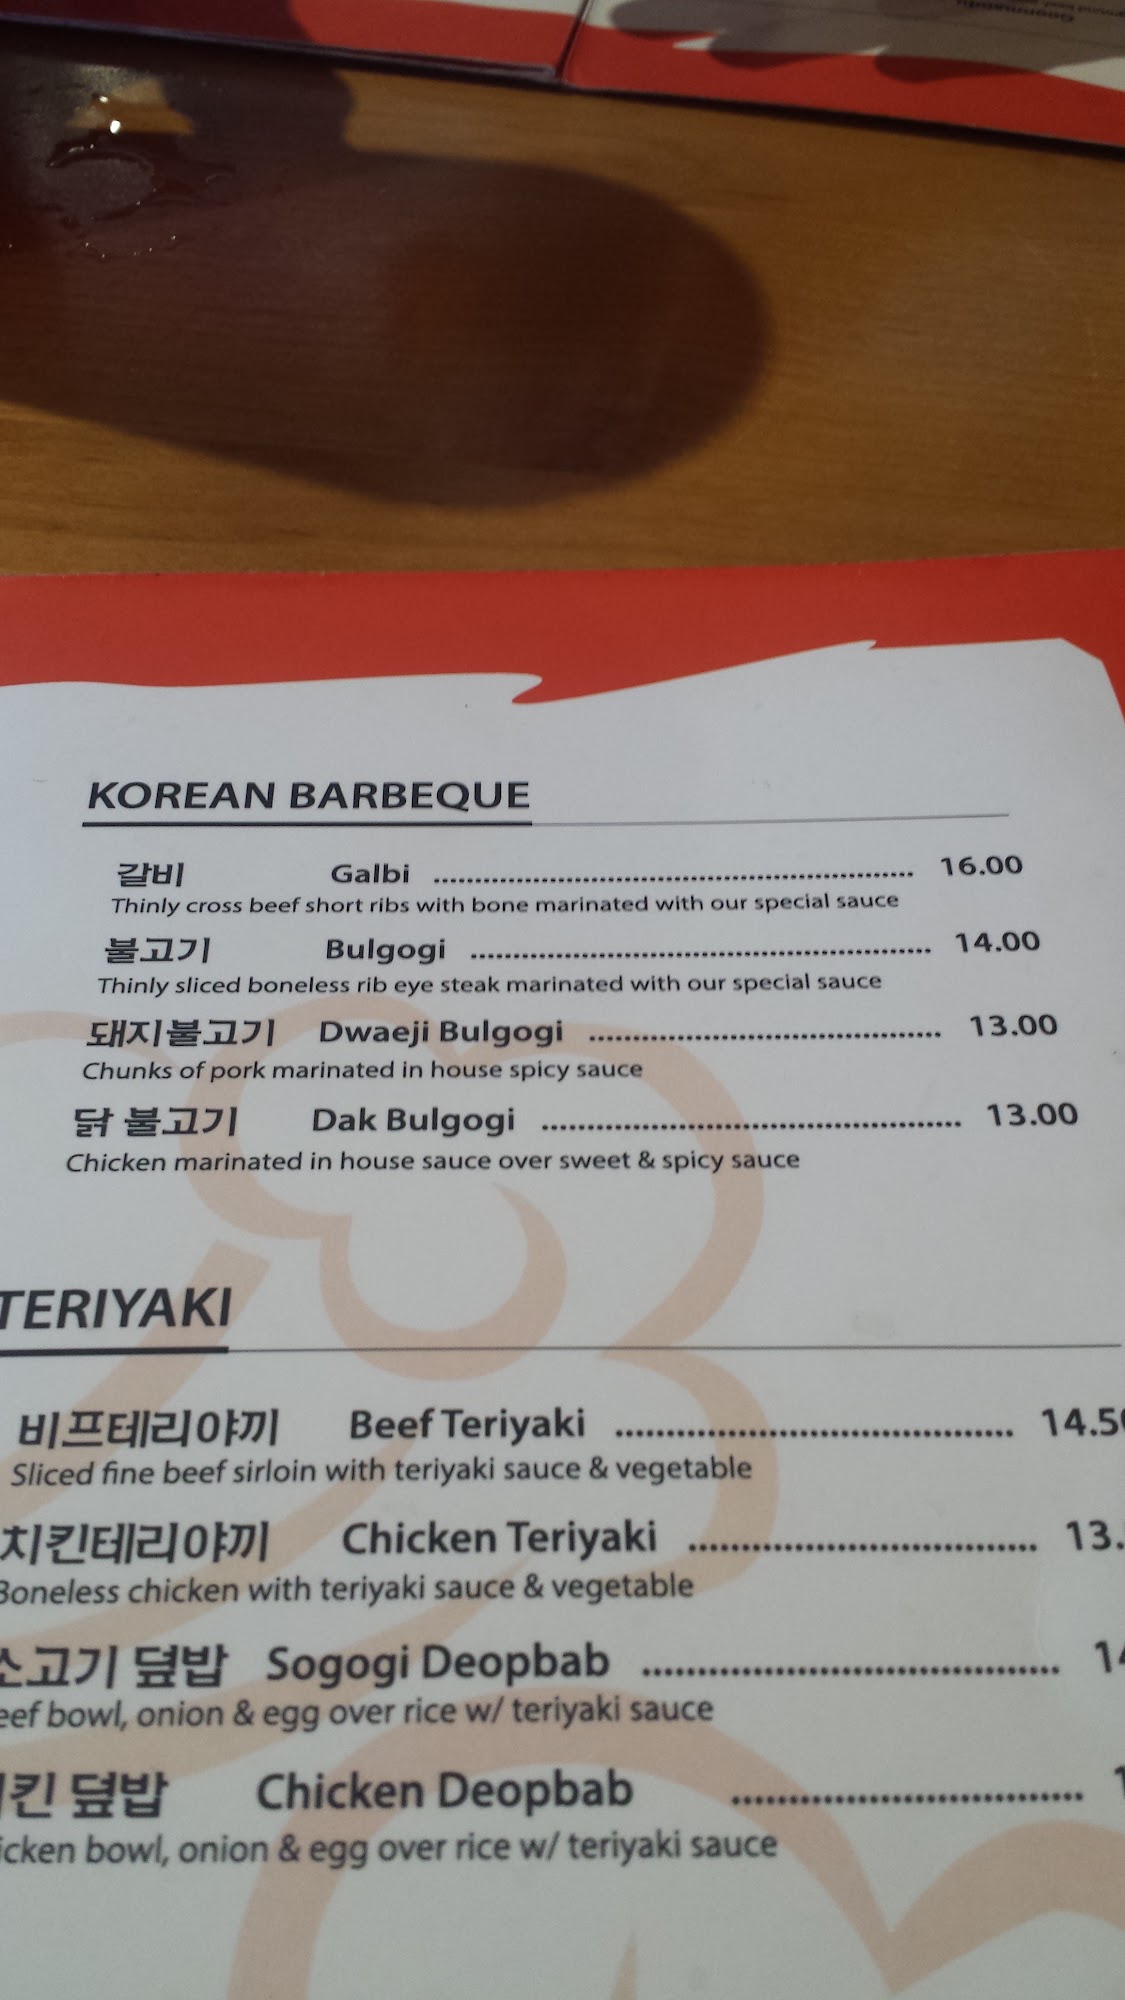 KOREAN BARBEQUE
갈비 Galbi ........ 16.00
Thinly cross beef short ribs with bone marinated with our special sauce
불고기 Bulgogi ........ 14.00
Thinly sliced boneless rib eye steak marinated with our special sauce
돼지불고기 Dwaeji Bulgogi ........ 13.00
Chunks of pork marinated in house spicy sauce
닭 불고기 Dak Bulgogi ........ 13.00
Chicken marinated in house sauce over sweet & spicy sauce
TERIYAKI
비프테리야끼 Beef Teriyaki ........ 14.50
Sliced fine beef sirloin with teriyaki sauce & vegetable
치킨테리야끼 Chicken Teriyaki ........ 13.
Boneless chicken with teriyaki sauce & vegetable
소고기 덮밥 Sogogi Deopbab ........
bowl, onion & egg over rice w/ teriyaki sauce
덮밥 Chicken Deopbab ........
bowl, onion & egg over rice w/ teriyaki sauce